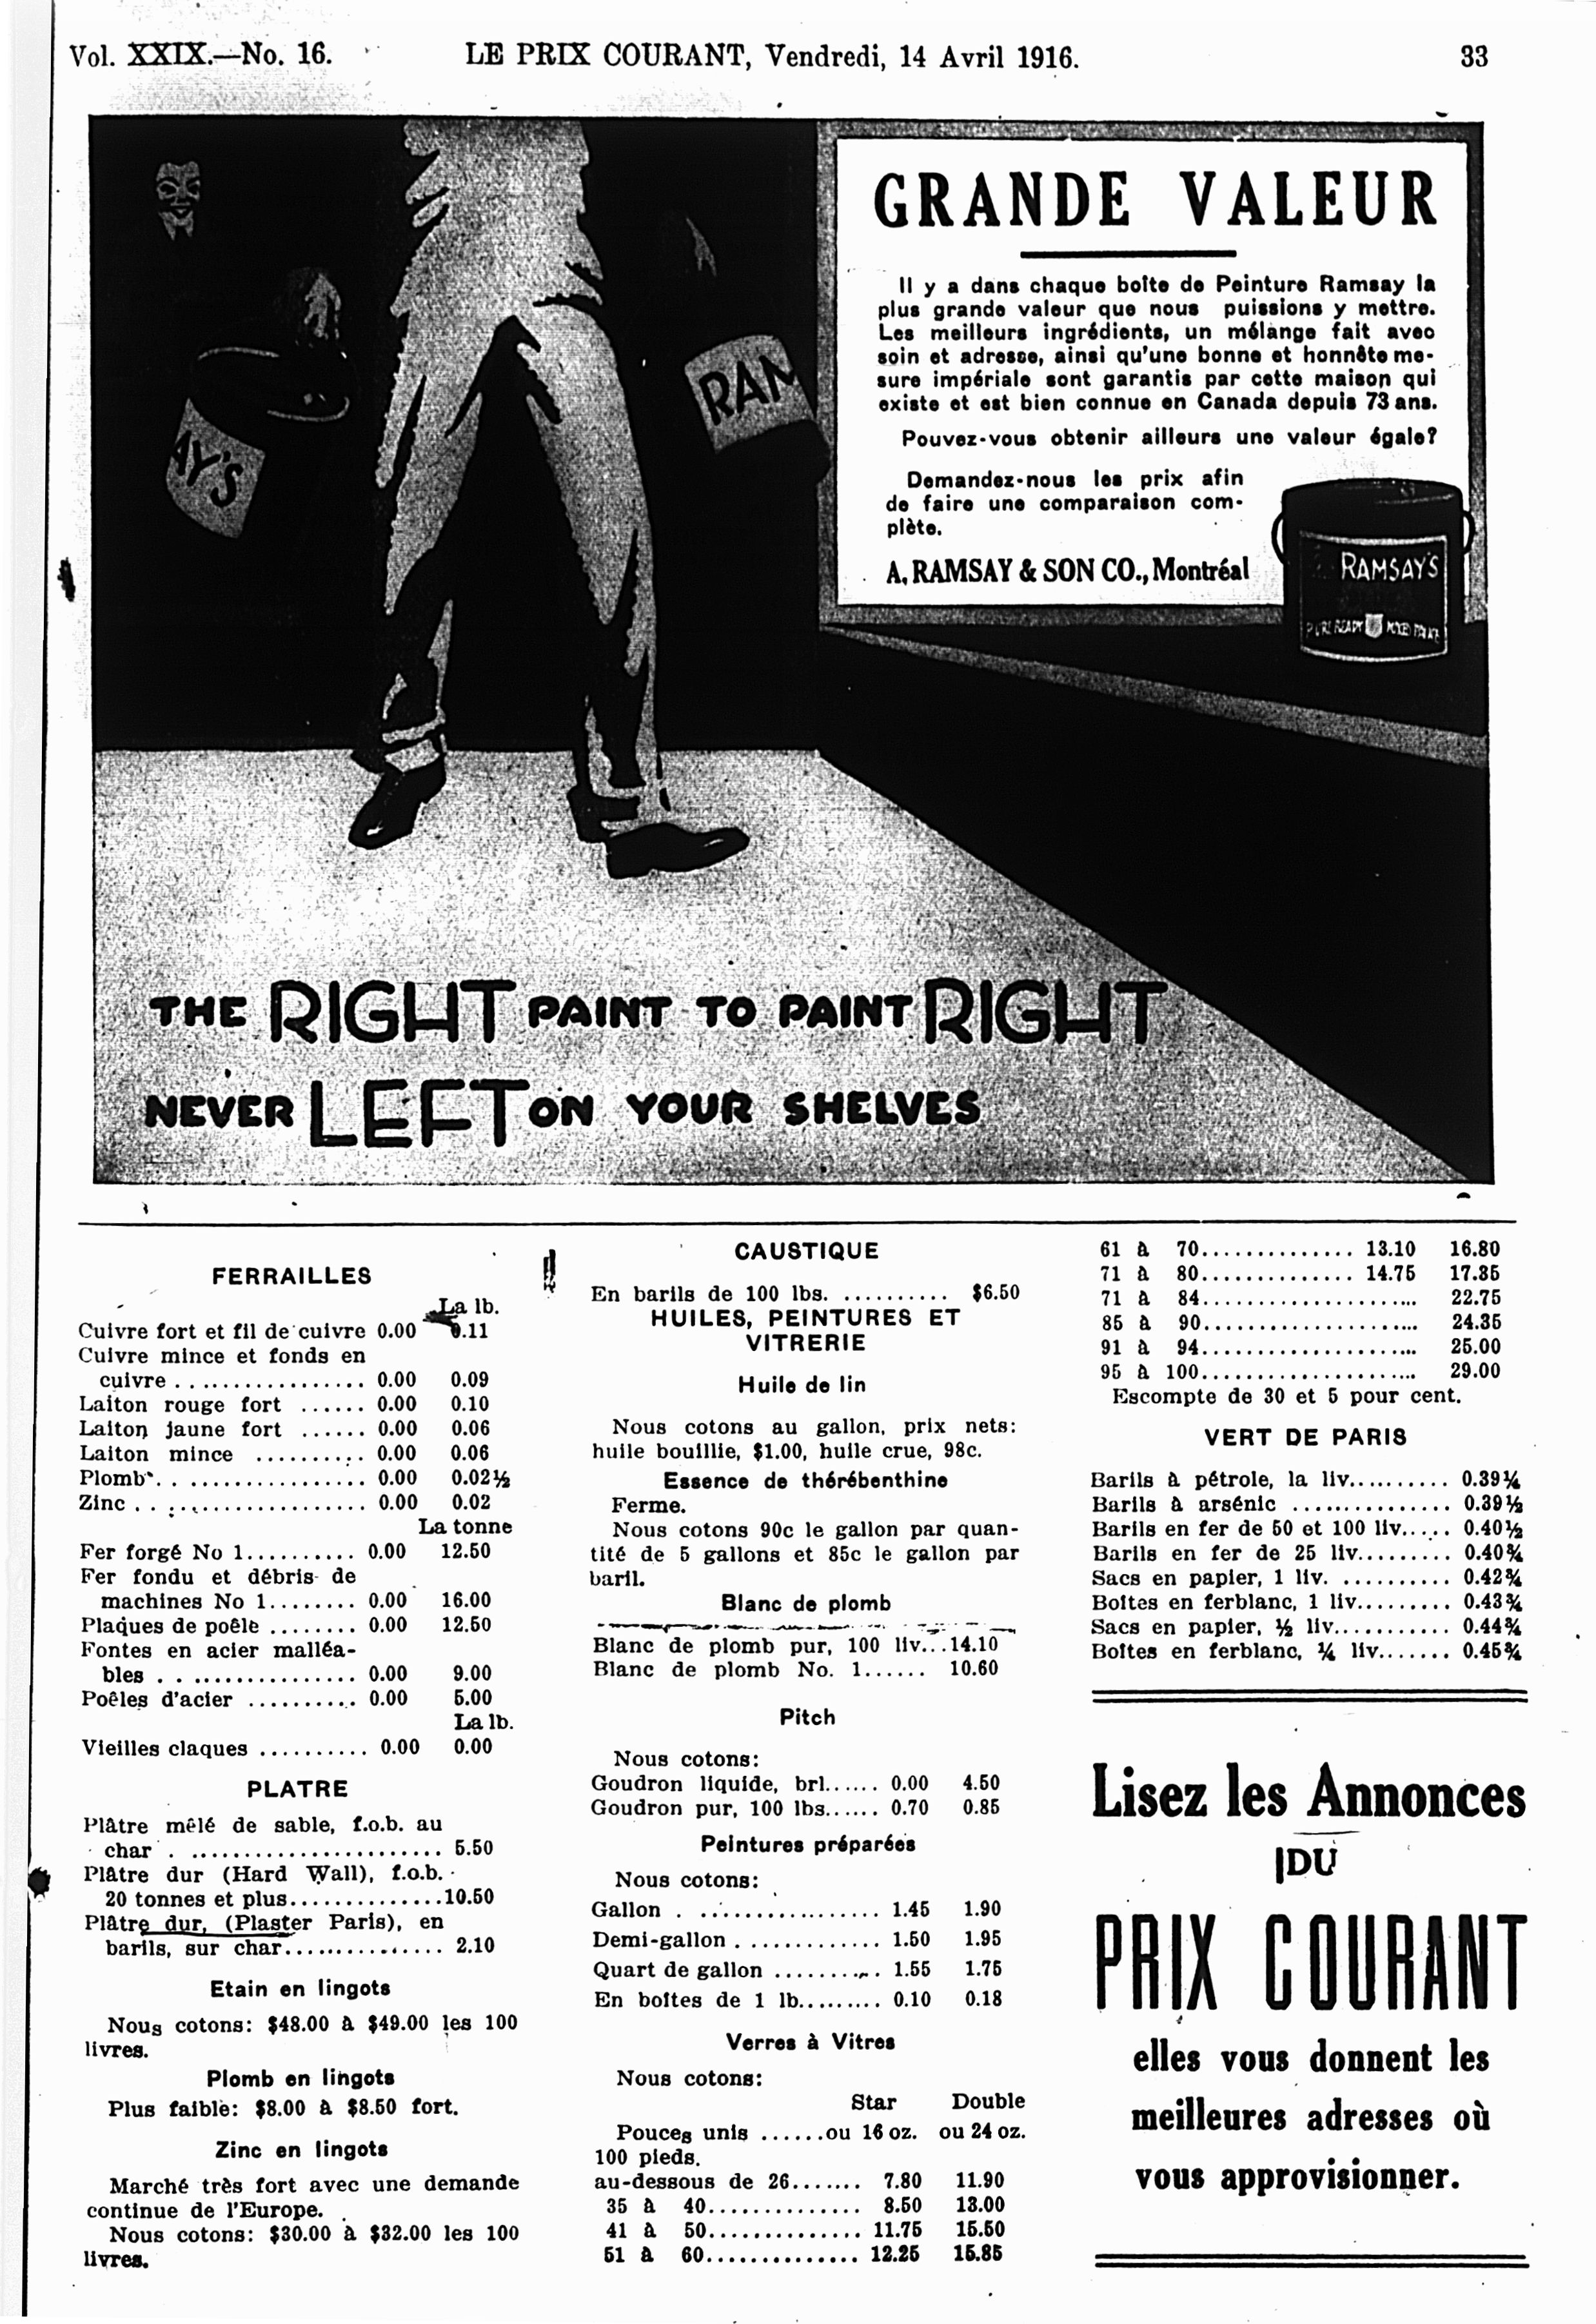 Vol. XXIX.—No. 16.
LE PRIX COURANT, Vendredi, 14 Avril 1916.
33
GRANDE VALEUR
Il y a dans chaque boîte de Peinture Ramsay la
plus grande valeur que nous puissions y mettre.
Les meilleurs ingrédients, un mélange fait avec
soin et adresse, ainsi qu'une bonne et honnête me-
sure impériale sont garantis par cette maison qui
existe et est bien connue en Canada depuis 73 ans.
Pouvez-vous obtenir ailleurs une valeur égale?
Demandez-nous les prix afin
de faire une comparaison com-
plète.
A. RAMSAY & SON CO., Montréal
RAMSAY'S
AY'S
RAM
THE RIGHT PAINT TO PAINT RIGHT
NEVER LEFT ON YOUR SHELVES
FERRAILLES
La lb.
Cuivre fort et fil de cuivre 0.00 0.11
Cuivre mince et fonds en
cuivre . . ................. 0.00 0.09
Laiton rouge fort ...... 0.00 0.10
Laiton jaune fort ...... 0.00 0.06
Laiton mince .......... 0.00 0.06
Plomb . . ................ 0.00 0.02½
Zinc . . .................. 0.00 0.02
La tonne
Fer forgé No 1.......... 0.00 12.50
Fer fondu et débris de
machines No 1........ 0.00 16.00
Plaques de poêle ........ 0.00 12.50
Fontes en acier malléa-
bles . . ................ 0.00 9.00
Poêles d'acier .......... 0.00 5.00
La lb.
Vieilles claques .......... 0.00 0.00
PLATRE
Plâtre mêlé de sable, f.o.b. au
char . ....................... 5.50
Plâtre dur (Hard Wall), f.o.b.
20 tonnes et plus..............10.50
Plâtre dur, (Plaster Paris), en
barils, sur char............... 2.10
Etain en lingots
Nous cotons: $48.00 à $49.00 les 100
livres.
Plomb en lingots
Plus faible: $8.00 à $8.50 fort.
Zinc en lingots
Marché très fort avec une demande
continue de l'Europe.
Nous cotons: $30.00 à $32.00 les 100
livres.
CAUSTIQUE
En barils de 100 lbs. .......... $6.50
HUILES, PEINTURES ET
VITRERIE
Huile de lin
Nous cotons au gallon, prix nets:
huile bouillie, $1.00, huile crue, 98c.
Essence de thérébenthine
Ferme.
Nous cotons 90c le gallon par quan-
tité de 5 gallons et 85c le gallon par
baril.
Blanc de plomb
Blanc de plomb pur, 100 liv...14.10
Blanc de plomb No. 1...... 10.60
Pitch
Nous cotons:
Goudron liquide, brl...... 0.00 4.50
Goudron pur, 100 lbs...... 0.70 0.85
Peintures préparées
Nous cotons:
Gallon . ................. 1.45 1.90
Demi-gallon . ............ 1.50 1.95
Quart de gallon .......... 1.55 1.75
En boîtes de 1 lb......... 0.10 0.18
Verres à Vitres
Nous cotons:
Star Double
Pouces unis ......ou 16 oz. ou 24 oz.
100 pieds.
au-dessous de 26....... 7.80 11.90
35 à 40.............. 8.50 13.00
41 à 50.............. 11.75 15.50
51 à 60.............. 12.25 15.85
61 à 70.............. 13.10 16.80
71 à 80.............. 14.75 17.35
71 à 84.................... 22.75
85 à 90.................... 24.35
91 à 94.................... 25.00
95 à 100.................... 29.00
Escompte de 30 et 5 pour cent.
VERT DE PARIS
Barils à pétrole, la liv.......... 0.39¼
Barils à arsénic ............... 0.39½
Barils en fer de 50 et 100 liv..... 0.40½
Barils en fer de 25 liv......... 0.40¾
Sacs en papier, 1 liv. .......... 0.42¾
Boîtes en ferblanc, 1 liv......... 0.43¾
Sacs en papier, ½ liv........... 0.44¾
Boîtes en ferblanc, ¼ liv....... 0.45¾
Lisez les Annonces
DU
PRIX COURANT
elles vous donnent les
meilleures adresses où
vous approvisionner.